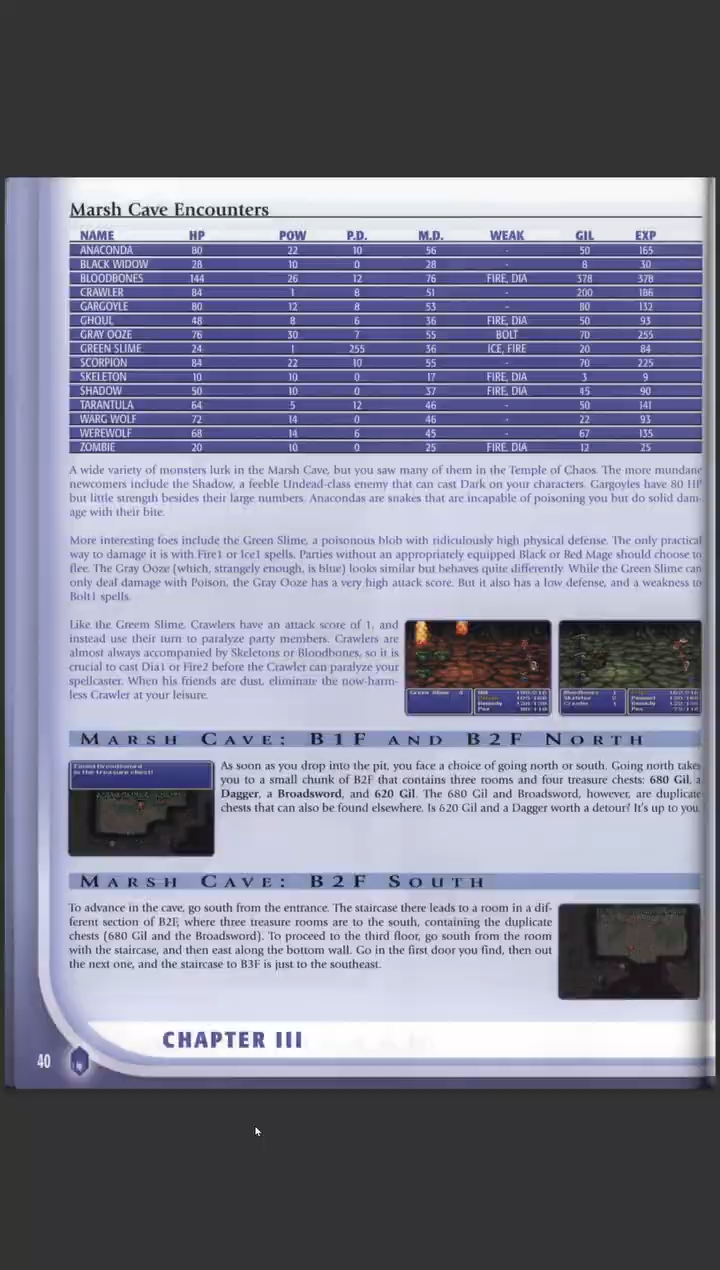 Marsh Cave Encounters
NAME HP POW P.D. M.D. WEAK GIL EXP
ANACONDA 80 22 10 56 - 50 165
BLACK WIDOW 28 10 0 28 - 8 30
BLOODBONES 144 26 12 76 FIRE, DIA 378 378
CRAWLER 84 1 8 51 - 200 186
GARGOYLE 80 12 8 53 - 80 132
GHOUL 48 8 6 36 FIRE, DIA 50 93
GRAY OOZE 76 30 7 55 BOLT 70 255
GREEN SLIME 24 1 255 36 ICE, FIRE 20 84
SCORPION 84 22 10 55 - 70 225
SKELETON 10 10 0 17 FIRE, DIA 3 9
SHADOW 50 10 0 37 FIRE, DIA 45 90
TARANTULA 64 5 12 46 - 50 141
WARG WOLF 72 14 0 46 - 22 93
WEREWOLF 68 14 6 45 - 67 135
ZOMBIE 20 10 0 25 FIRE, DIA 12 25
A wide variety of monsters lurk in the Marsh Cave, but you saw many of them in the Temple of Chaos. The more mundane
newcomers include the Shadow, a feeble Undead-class enemy that can cast Dark on your characters. Gargoyles have 80 HP
but little strength besides their large numbers. Anacondas are snakes that are incapable of poisoning you but do solid dam-
age with their bite.
More interesting foes include the Green Slime, a poisonous blob with ridiculously high physical defense. The only practical
way to damage it is with Fire1 or Ice1 spells. Parties without an appropriately equipped Black or Red Mage should choose to
flee. The Gray Ooze (which, strangely enough, is blue) looks similar but behaves quite differently. While the Green Slime can
only deal damage with Poison, the Gray Ooze has a very high attack score. But it also has a low defense, and a weakness to
Bolt1 spells.
Like the Greem Slime, Crawlers have an attack score of 1, and
instead use their turn to paralyze party members. Crawlers are
almost always accompanied by Skeletons or Bloodbones, so it is
crucial to cast Dia1 or Fire2 before the Crawler can paralyze your
spellcaster. When his friends are dust, eliminate the now-harm-
less Crawler at your leisure.
Green Slime 4
Bloodbones 1
Skeleton
Crawler 1
MARSH CAVE: B1F AND B2F NORTH
Found Broadsword
in the treasure chest!
As soon as you drop into the pit, you face a choice of going north or south. Going north takes
you to a small chunk of B2F that contains three rooms and four treasure chests: 680 Gil, a
Dagger, a Broadsword, and 620 Gil. The 680 Gil and Broadsword, however, are duplicate
chests that can also be found elsewhere. Is 620 Gil and a Dagger worth a detour? It's up to you.
MARSH CAVE: B2F SOUTH
To advance in the cave, go south from the entrance. The staircase there leads to a room in a dif-
ferent section of B2F, where three treasure rooms are to the south, containing the duplicate
chests (680 Gil and the Broadsword). To proceed to the third floor, go south from the room
with the staircase, and then east along the bottom wall. Go in the first door you find, then out
the next one, and the staircase to B3F is just to the southeast.
CHAPTER III
40